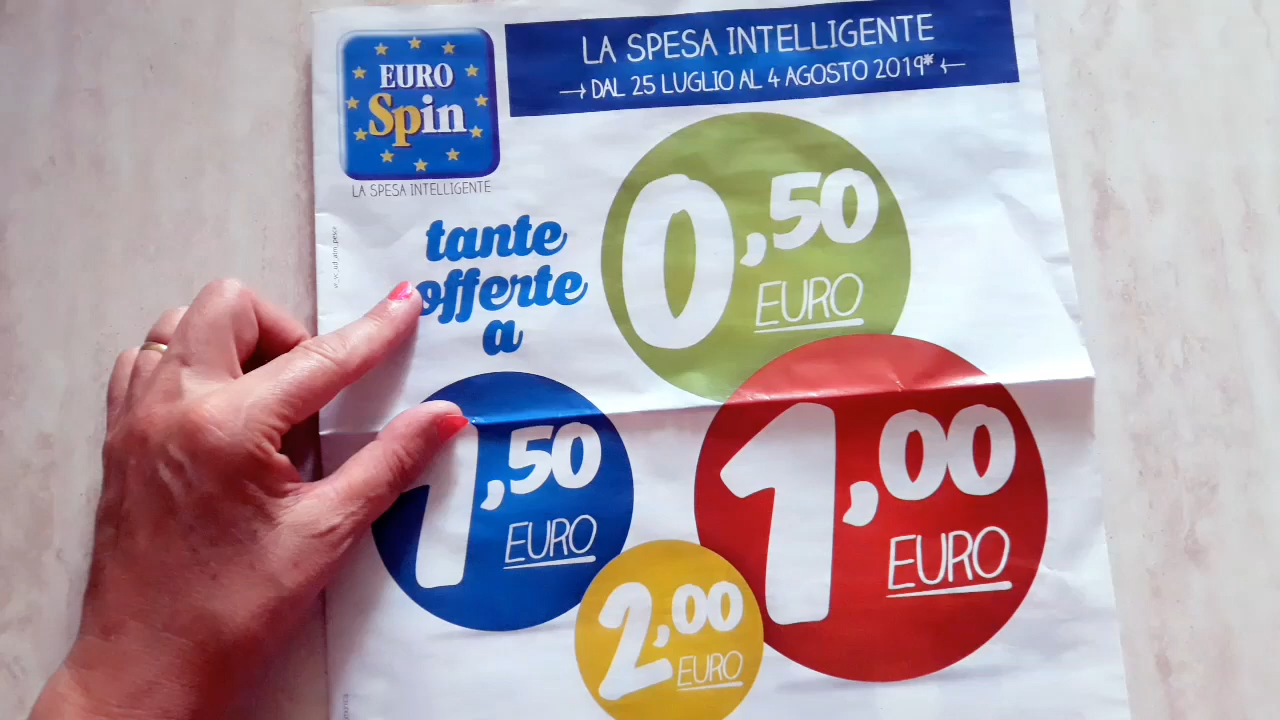 EURO
Spin
LA SPESA INTELLIGENTE
LA SPESA INTELLIGENTE
→ DAL 25 LUGLIO AL 4 AGOSTO 2019* ←
tante
offerte
a
0,50
EURO
1,50
EURO
1,00
EURO
2,00
EURO